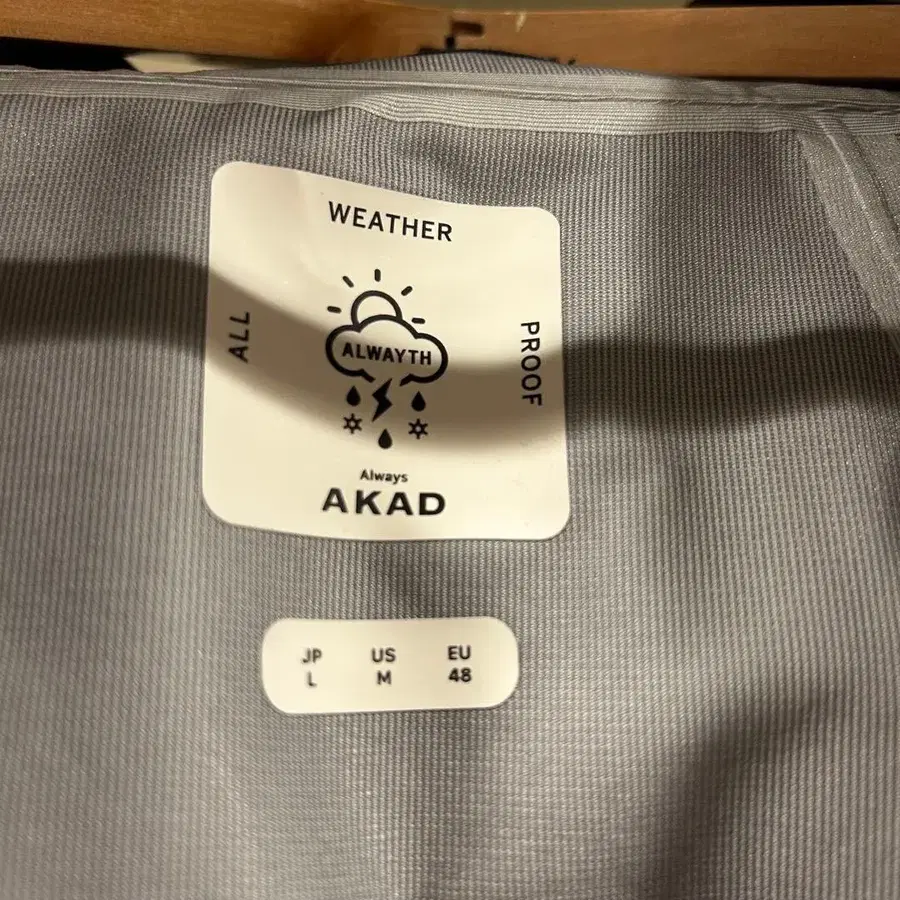 WEATHER
ALL
PROOF
ALWAYTH
Always
AKAD
JP US EU
L M 48